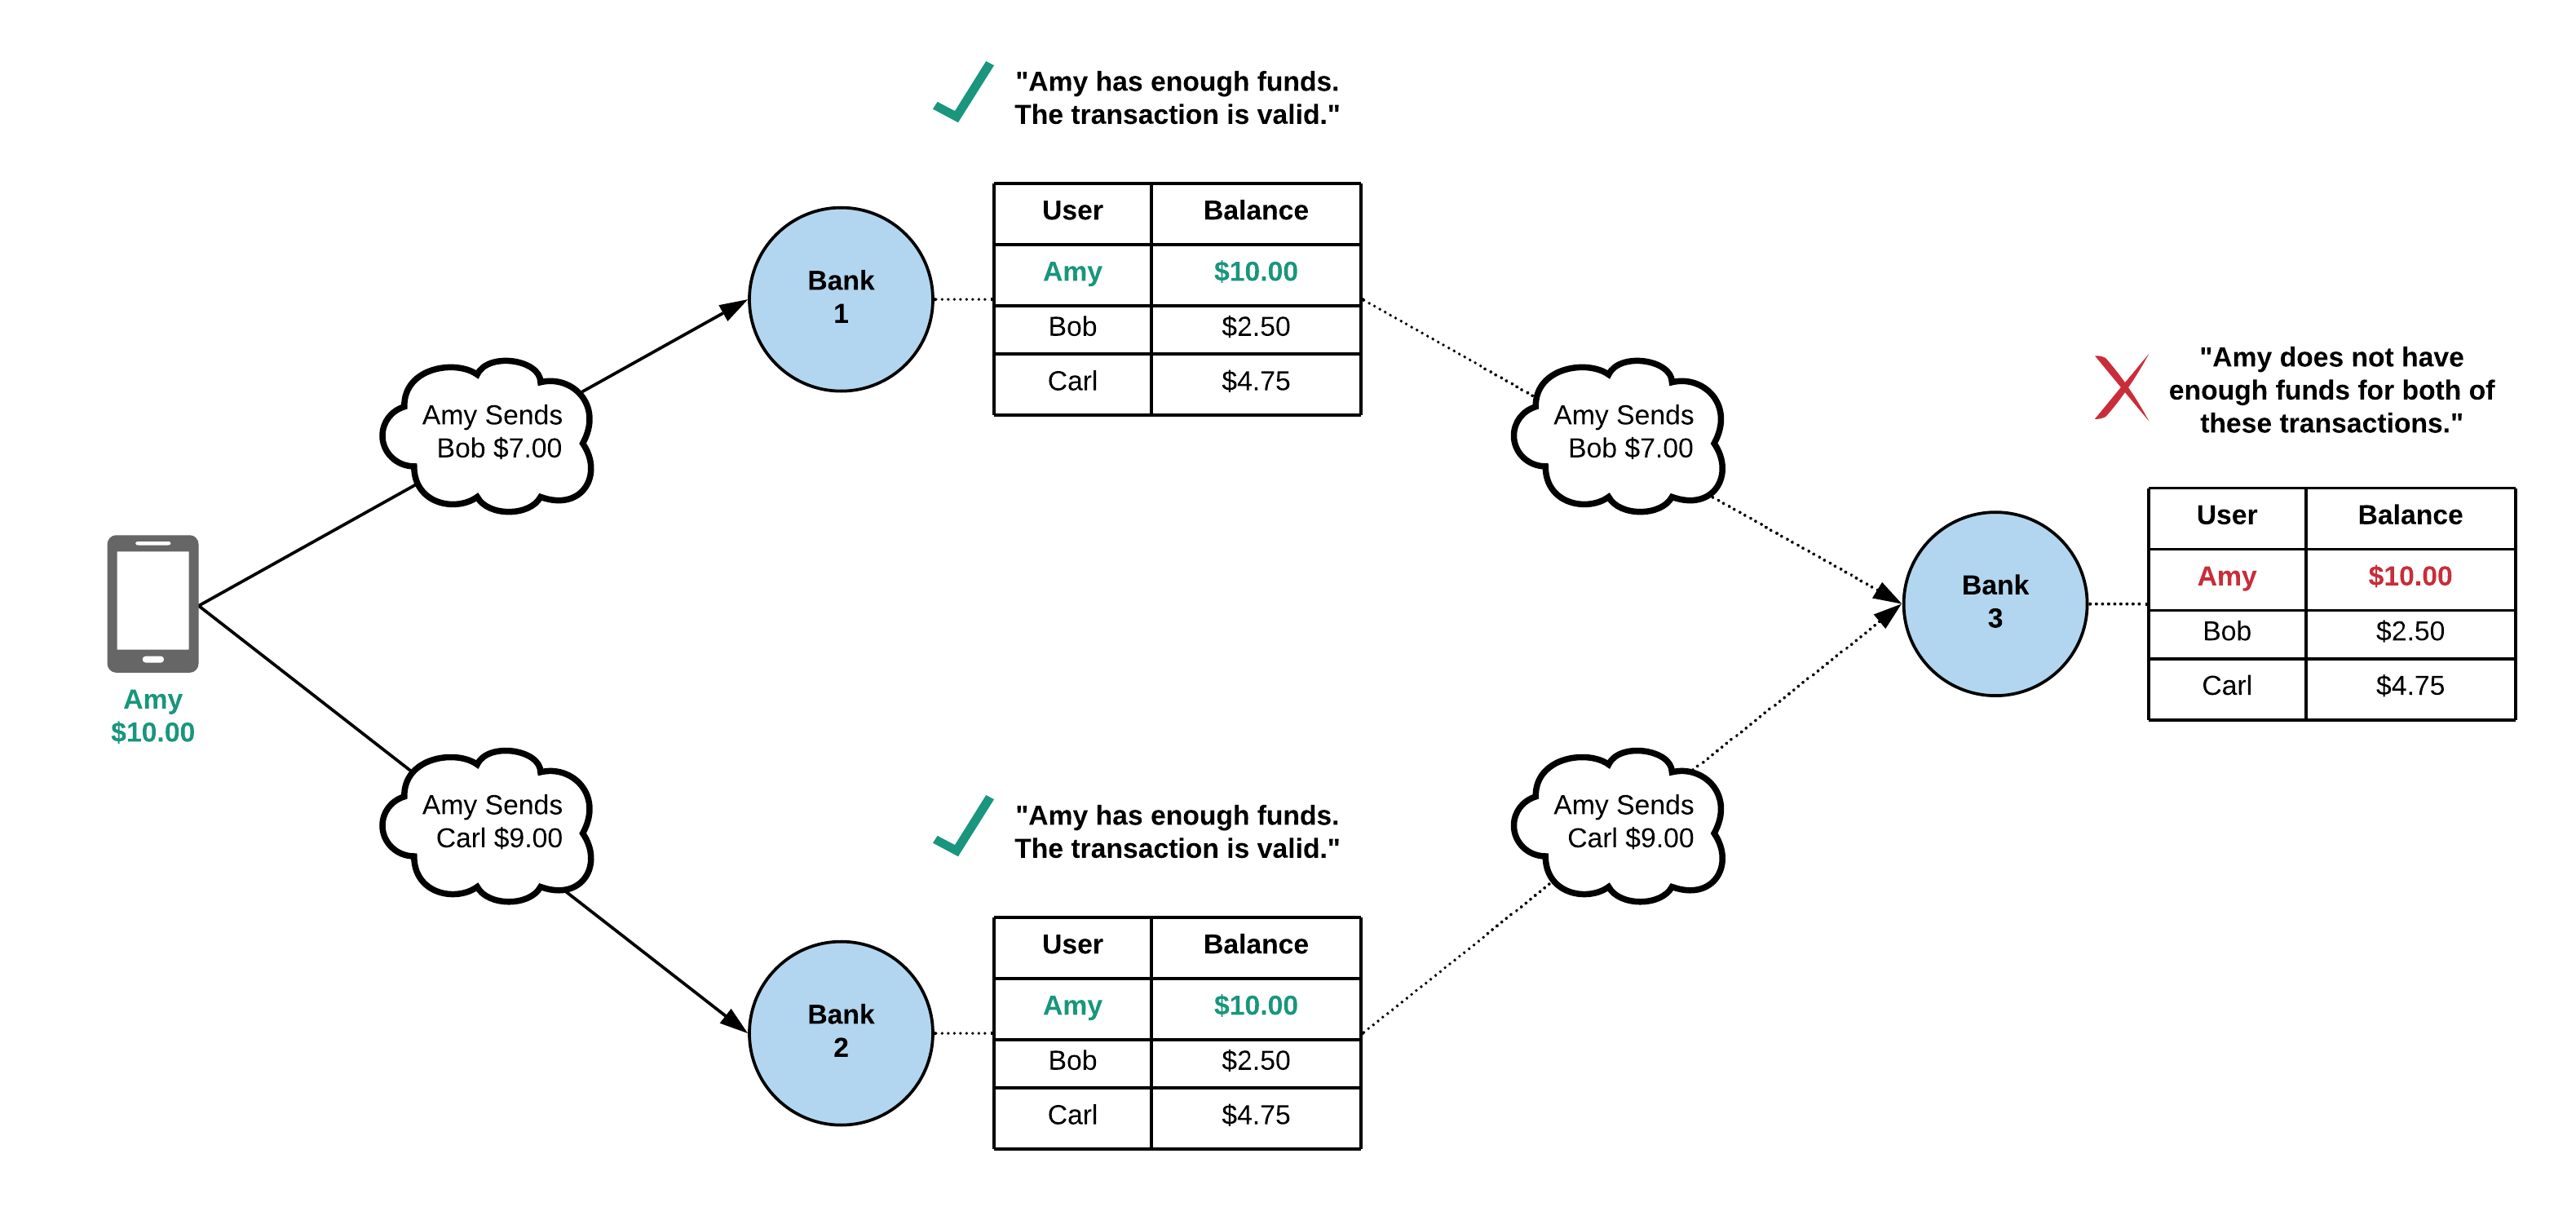 "Amy has enough funds.
The transaction is valid."
User Balance
Amy $10.00
Bob $2.50
Carl $4.75
Bank
1
Amy Sends
Bob $7.00
Amy Sends
Bob $7.00
"Amy does not have
enough funds for both of
these transactions."
User Balance
Amy $10.00
Bob $2.50
Carl $4.75
Bank
3
Amy
$10.00
Amy Sends
Carl $9.00
Amy Sends
Carl $9.00
"Amy has enough funds.
The transaction is valid."
User Balance
Amy $10.00
Bob $2.50
Carl $4.75
Bank
2